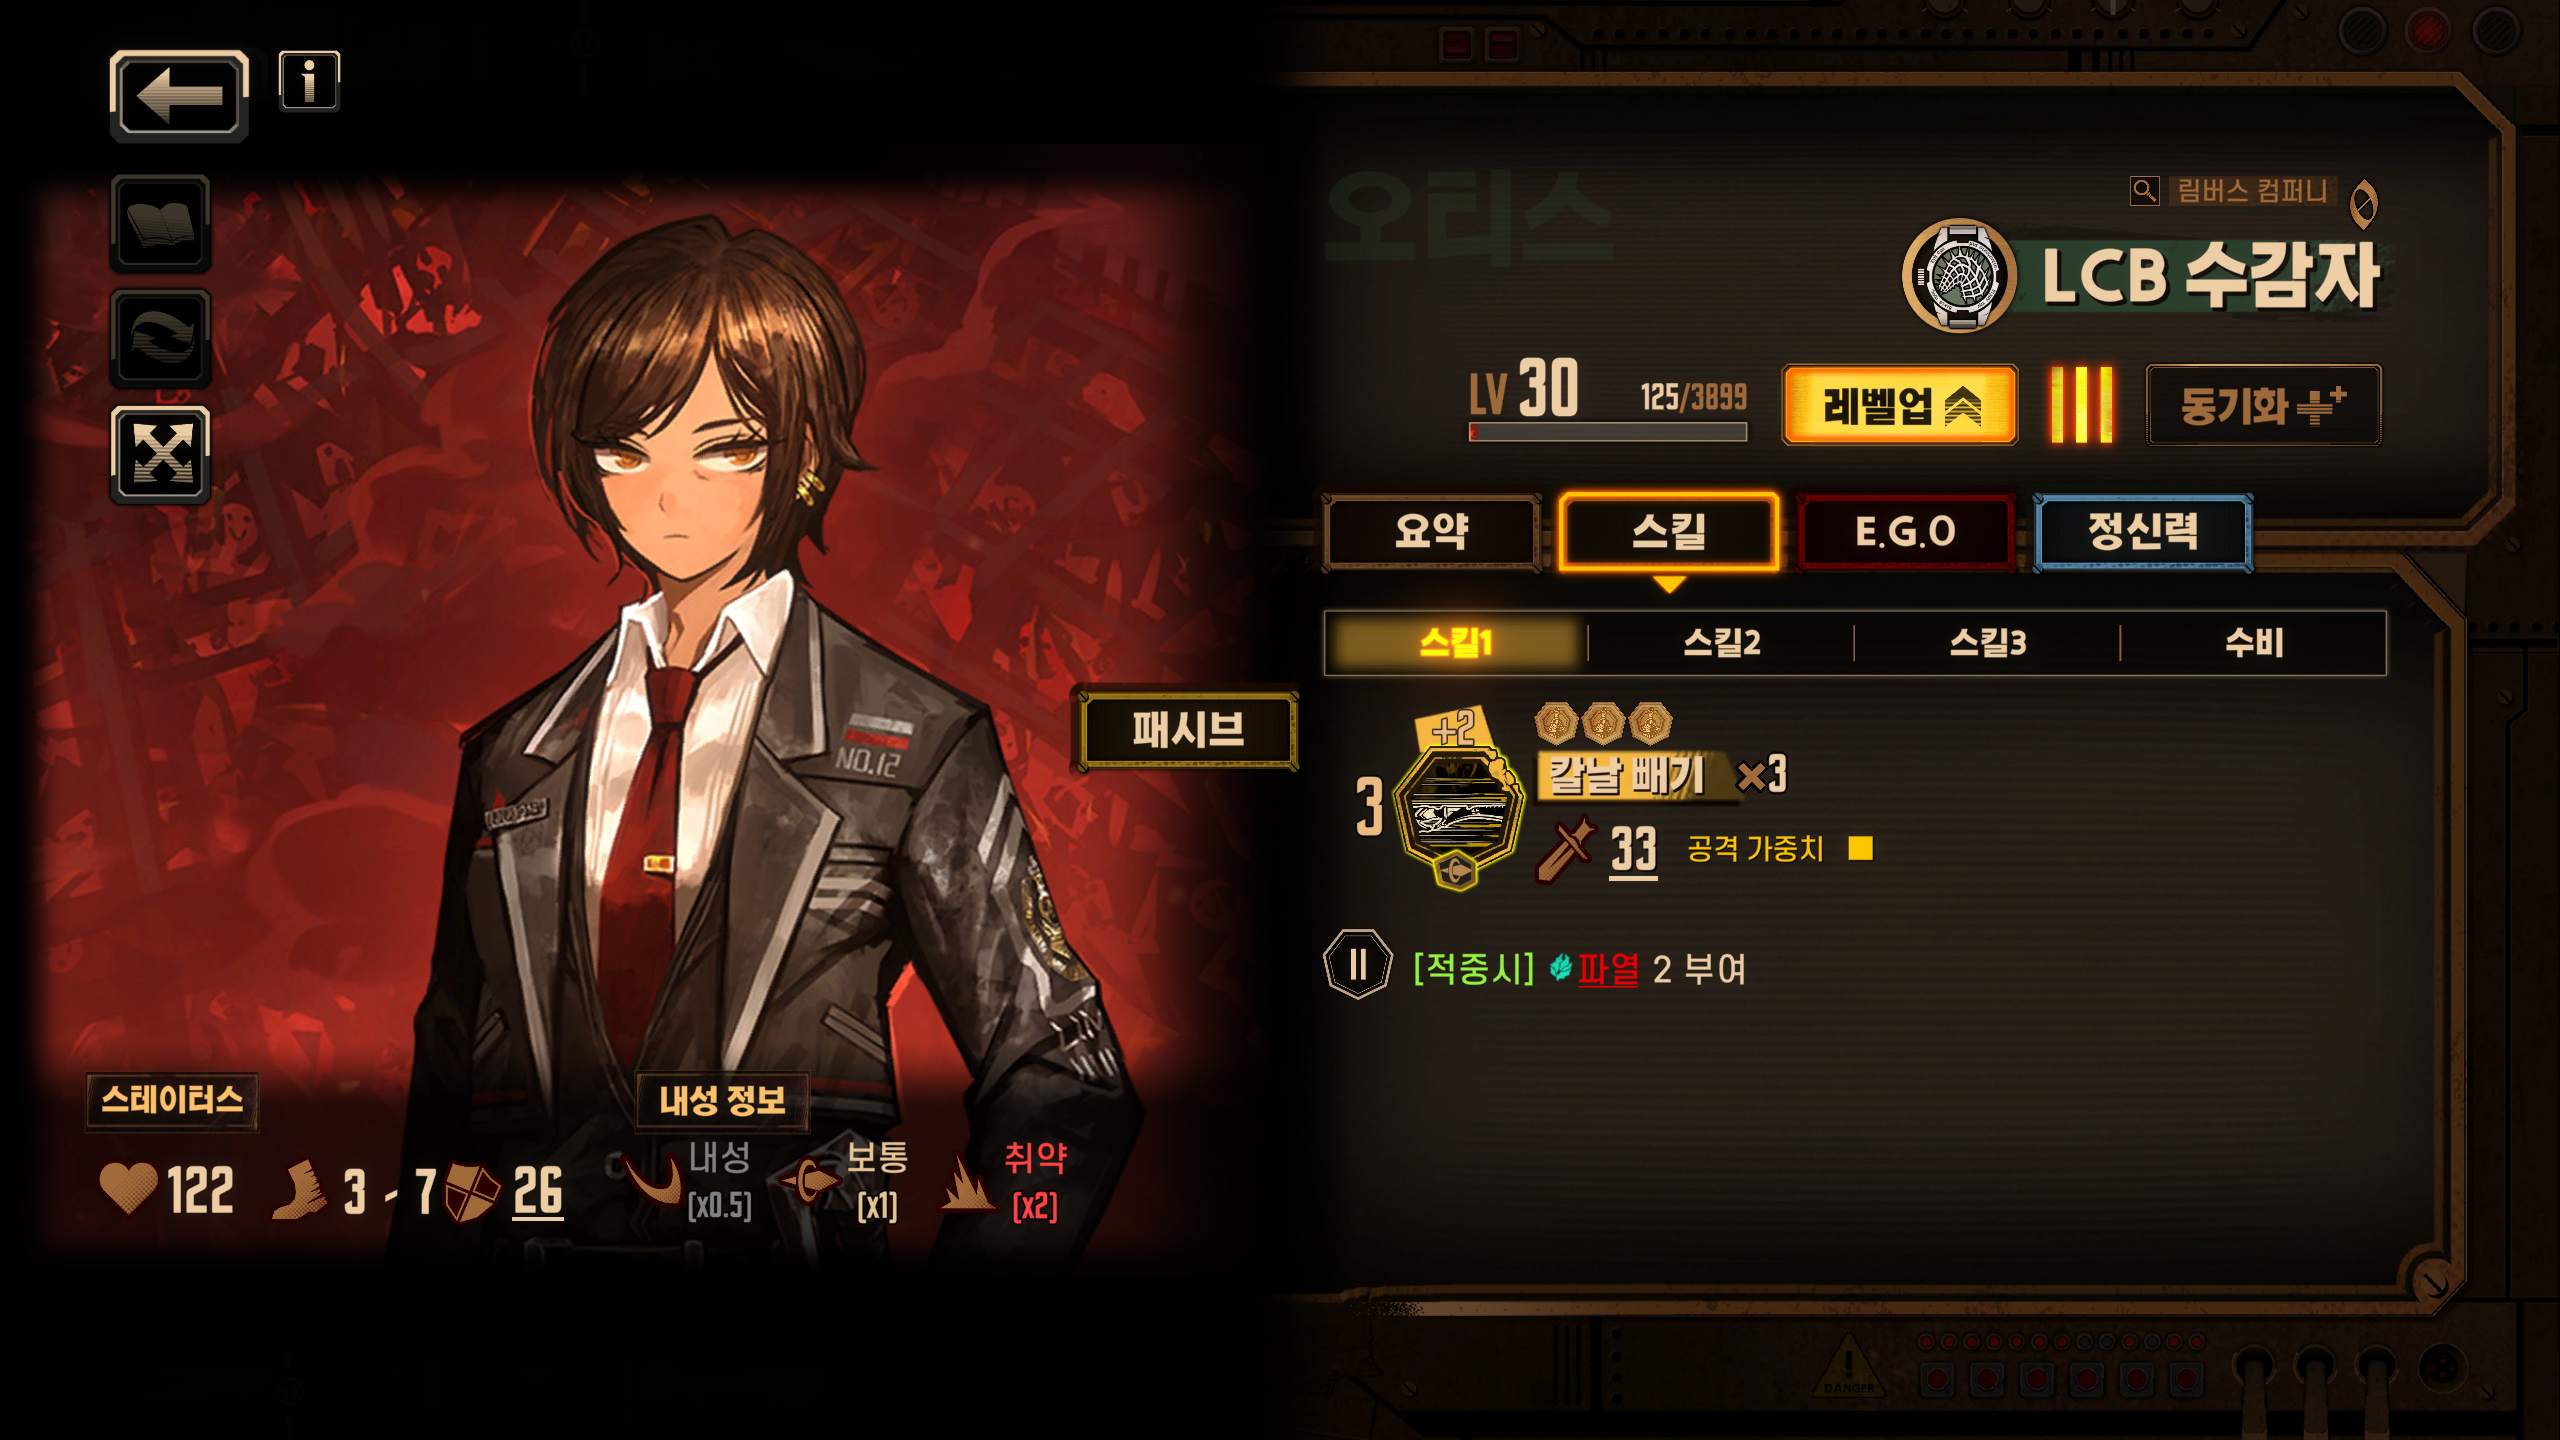 오티스
림버스 컴퍼니
LCB 수감자
LV 30
125/3899
레벨업
동기화
요약
스킬
E.G.O
정신력
스킬1
스킬2
스킬3
수비
패시브
+2
3
칼날 빼기 ×3
33
공격 가중치
II
[적중시] 파열 2 부여
NO.12
스테이터스
122
3 - 7
26
내성 정보
내성
[x0.5]
보통
[x1]
취약
[x2]
DANGER